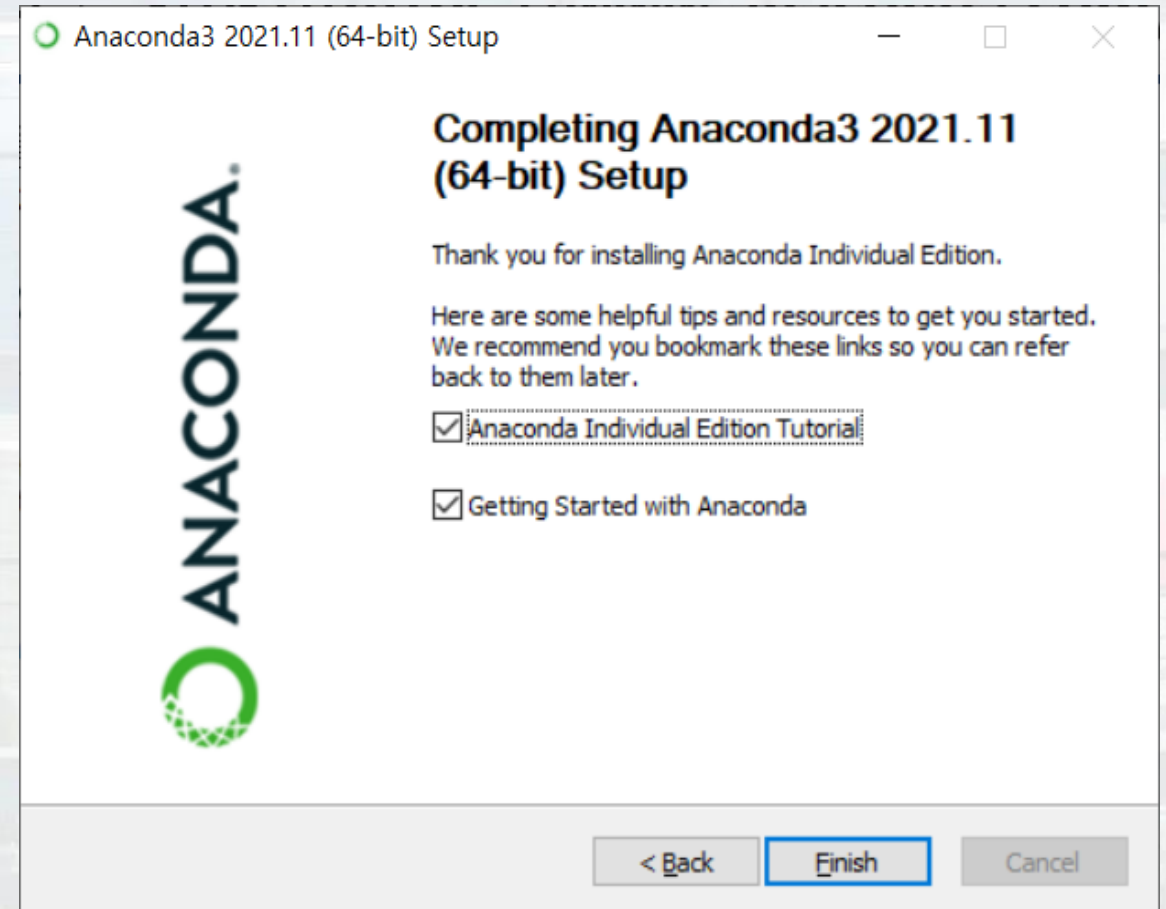 Anaconda3 2021.11 (64-bit) Setup
Completing Anaconda3 2021.11
(64-bit) Setup
Thank you for installing Anaconda Individual Edition.
Here are some helpful tips and resources to get you started.
We recommend you bookmark these links so you can refer
back to them later.
Anaconda Individual Edition Tutorial
Getting Started with Anaconda
ANACONDA.
< Back
Finish
Cancel